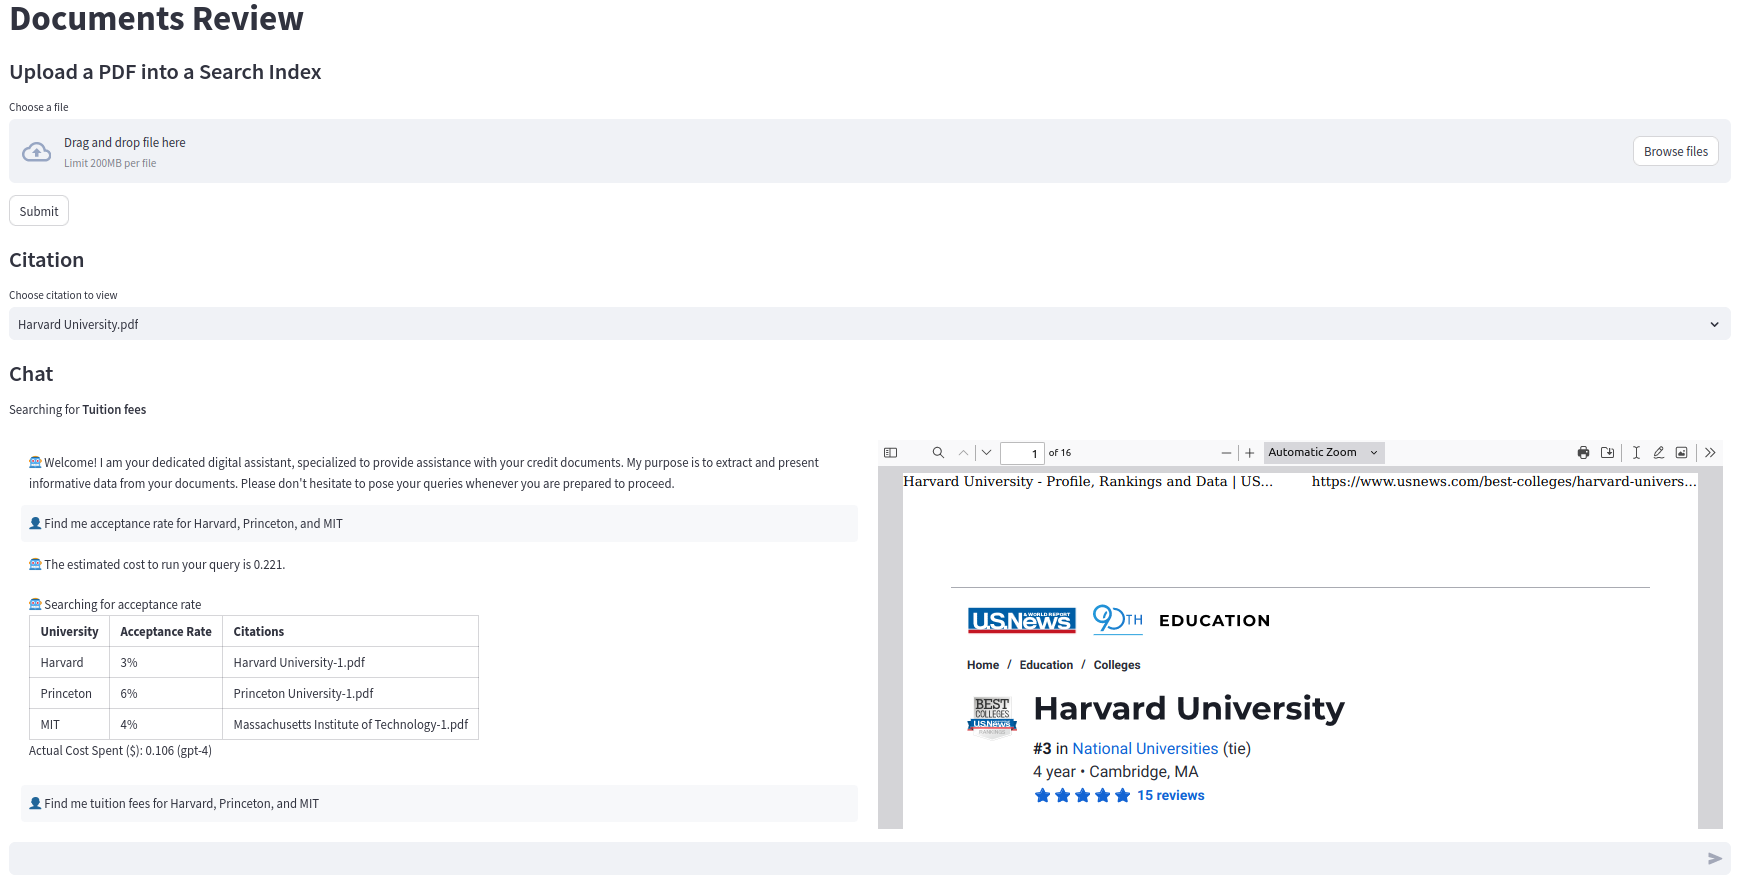 Documents Review
Upload a PDF into a Search Index
Choose a file
Drag and drop file here
Limit 200MB per file
Browse files
Submit
Citation
Choose citation to view
Harvard University.pdf
Chat
Searching for Tuition fees
Welcome! I am your dedicated digital assistant, specialized to provide assistance with your credit documents. My purpose is to extract and present
informative data from your documents. Please don't hesitate to pose your queries whenever you are prepared to proceed.
Find me acceptance rate for Harvard, Princeton, and MIT
The estimated cost to run your query is 0.221.
Searching for acceptance rate
University Acceptance Rate Citations
Harvard 3% Harvard University-1.pdf
Princeton 6% Princeton University-1.pdf
MIT 4% Massachusetts Institute of Technology-1.pdf
Actual Cost Spent ($): 0.106 (gpt-4)
Find me tuition fees for Harvard, Princeton, and MIT
1 of 16
Automatic Zoom
Harvard University - Profile, Rankings and Data | US... https://www.usnews.com/best-colleges/harvard-univers...
U.S.News & WORLD REPORT 90TH EDUCATION
Home / Education / Colleges
BEST
COLLEGES
U.S.News
RANKINGS
Harvard University
#3 in National Universities (tie)
4 year • Cambridge, MA
15 reviews